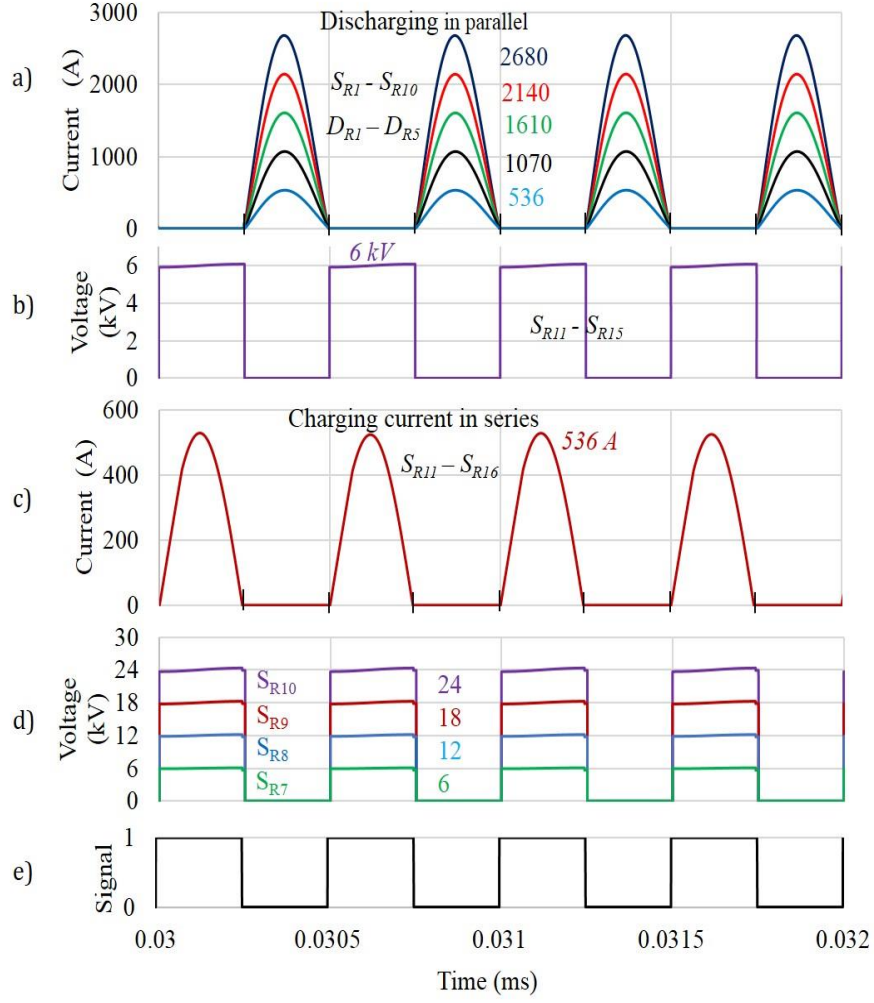 a)
Current (A)
3000
2000
1000
0
Discharging in parallel
S_R1 - S_R10
D_R1 – D_R5
2680
2140
1610
1070
536
b)
Voltage
(kV)
6
4
2
0
6 kV
S_R11 - S_R15
c)
Current (A)
600
400
200
0
Charging current in series
536 A
S_R11 – S_R16
d)
Voltage
(kV)
30
24
18
12
6
0
S_R10 24
S_R9 18
S_R8 12
S_R7 6
e)
Signal
1
0
0.03 0.0305 0.031 0.0315 0.032
Time (ms)